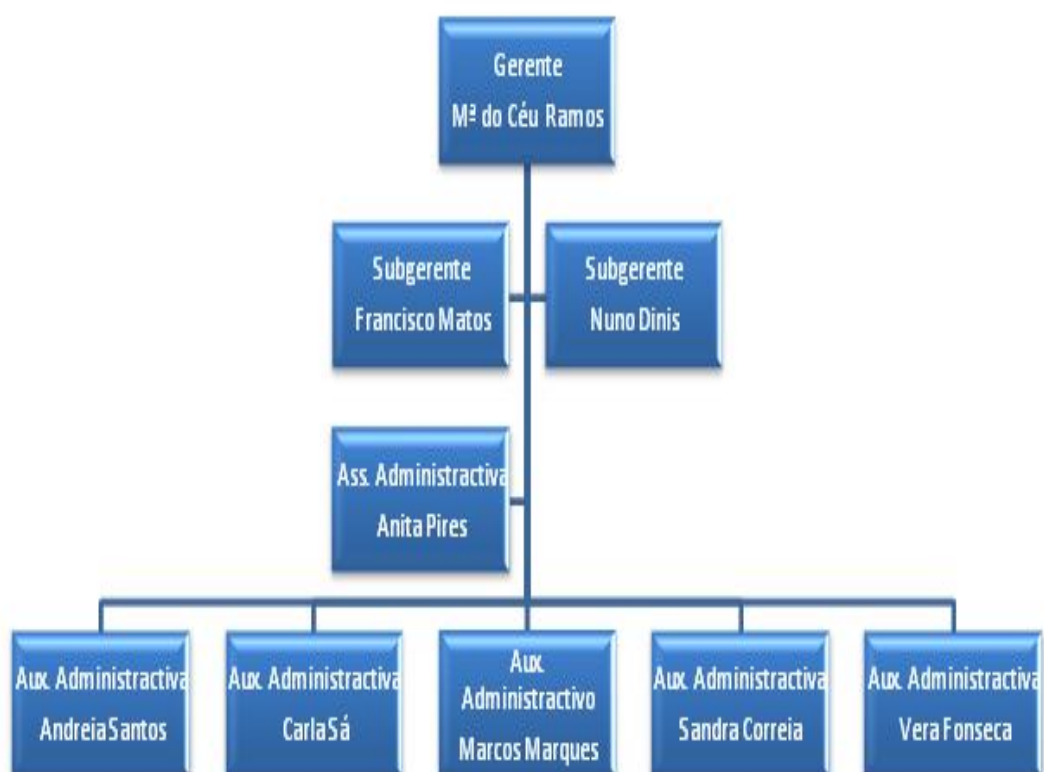 Gerente
Mª do Céu Ramos
Subgerente
Francisco Matos
Subgerente
Nuno Dinis
Ass. Administractiva
Anita Pires
Aux. Administractiva
Andreia Santos
Aux. Administractiva
Carla Sá
Aux.
Administractivo
Marcos Marques
Aux. Administractiva
Sandra Correia
Aux. Administractiva
Vera Fonseca